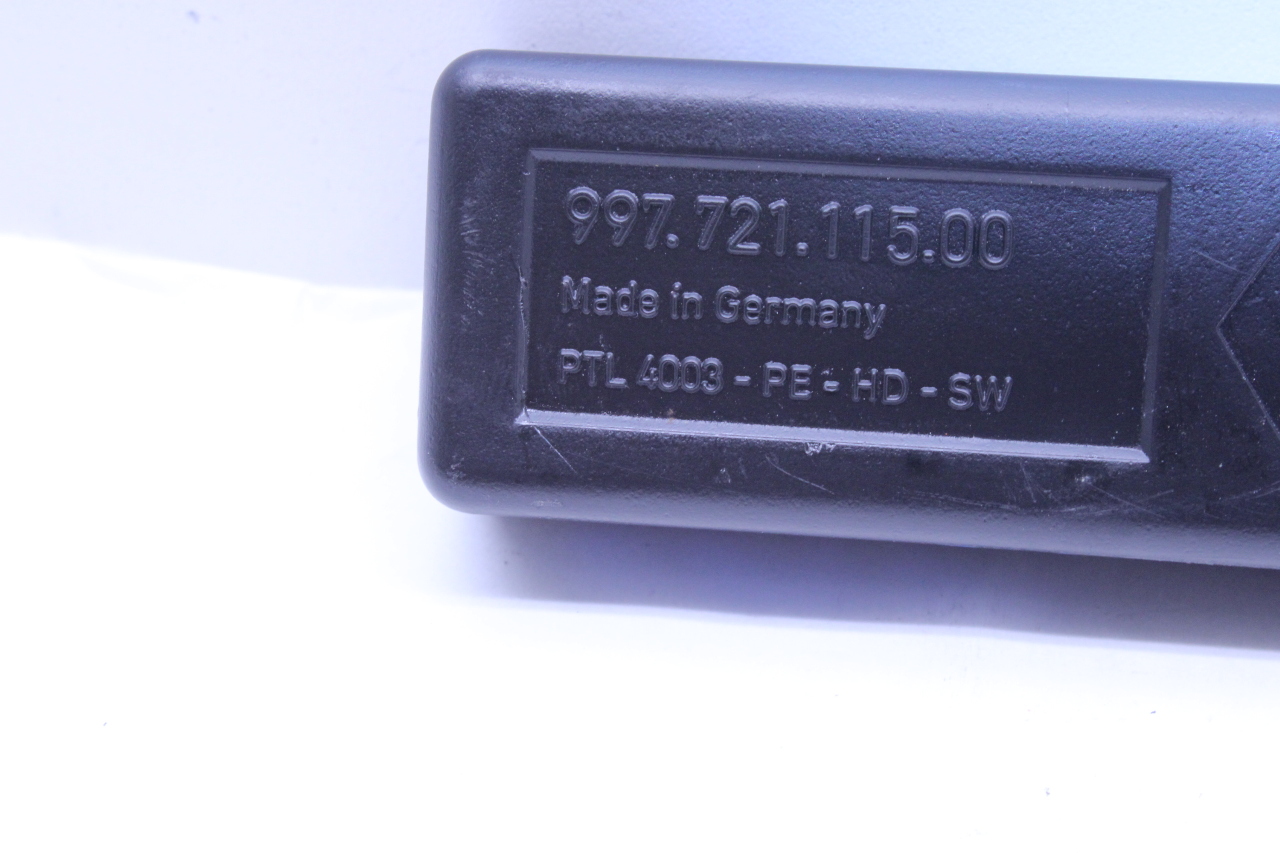 997.721.115.00
Made in Germany
PTL 4003 - PE - HD - SW